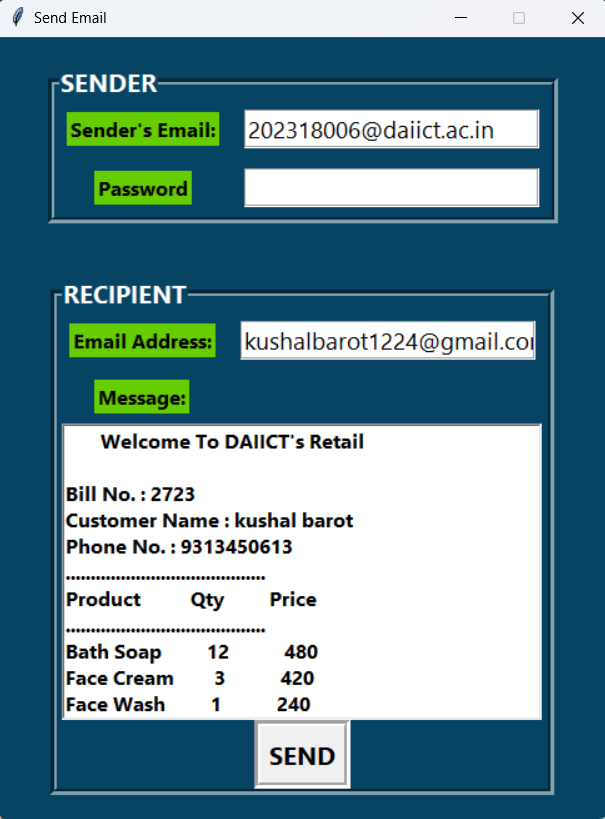 Send Email
SENDER
Sender's Email: 202318006@daiict.ac.in
Password
RECIPIENT
Email Address: kushalbarot1224@gmail.co
Message:
Welcome To DAIICT's Retail
Bill No. : 2723
Customer Name : kushal barot
Phone No. : 9313450613
........................................
Product Qty Price
........................................
Bath Soap 12 480
Face Cream 3 420
Face Wash 1 240
SEND